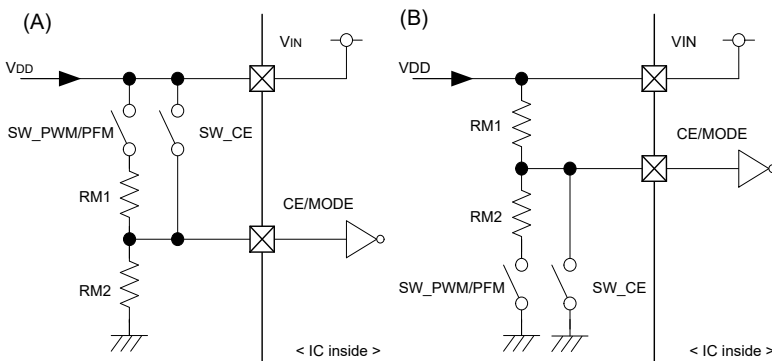 (A)
VIN
VDD
SW_PWM/PFM
SW_CE
RM1
CE/MODE
RM2
< IC inside >
(B)
VIN
VDD
RM1
CE/MODE
RM2
SW_PWM/PFM
SW_CE
< IC inside >